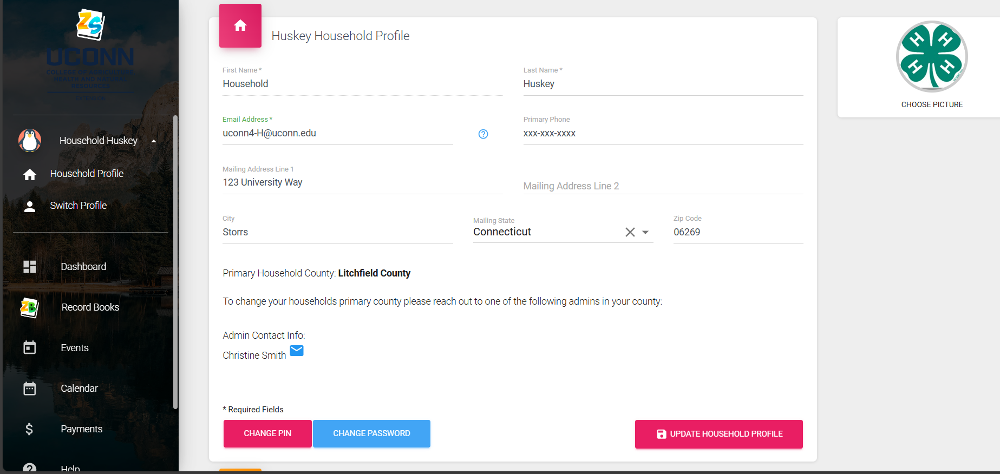 ZS
UCONN
COLLEGE OF AGRICULTURE,
HEALTH AND NATURAL
RESOURCES
EXTENSION
Household Huskey
Household Profile
Switch Profile
Dashboard
ZB
Record Books
Events
Calendar
Payments
Help
Huskey Household Profile
First Name *
Household
Last Name *
Huskey
Email Address *
uconn4-H@uconn.edu
Primary Phone
xxx-xxx-xxxx
Mailing Address Line 1
123 University Way
Mailing Address Line 2
City
Storrs
Mailing State
Connecticut
Zip Code
06269
Primary Household County: Litchfield County
To change your households primary county please reach out to one of the following admins in your county:
Admin Contact Info:
Christine Smith
* Required Fields
CHANGE PIN
CHANGE PASSWORD
UPDATE HOUSEHOLD PROFILE
H H
H H
CHOOSE PICTURE